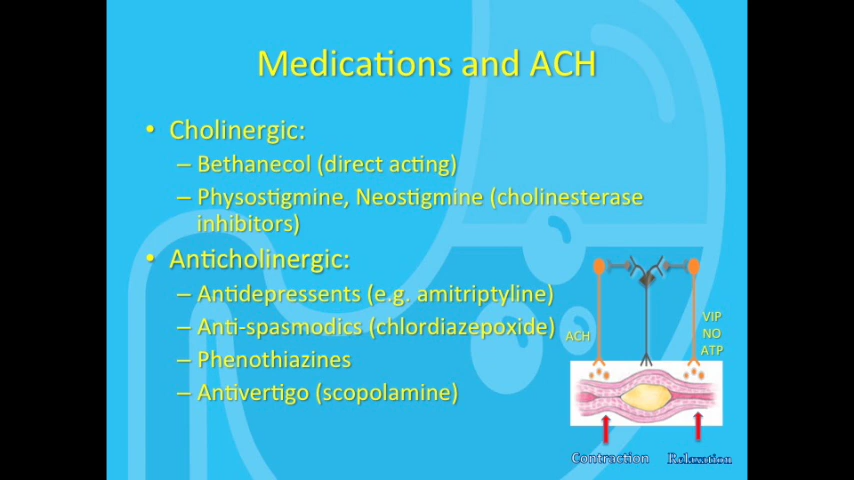 Medications and ACH
• Cholinergic:
– Bethanecol (direct acting)
– Physostigmine, Neostigmine (cholinesterase
inhibitors)
• Anticholinergic:
– Antidepressents (e.g. amitriptyline)
– Anti-spasmodics (chlordiazepoxide)
– Phenothiazines
– Antivertigo (scopolamine)
ACH
VIP
NO
ATP
Contraction
Relaxation